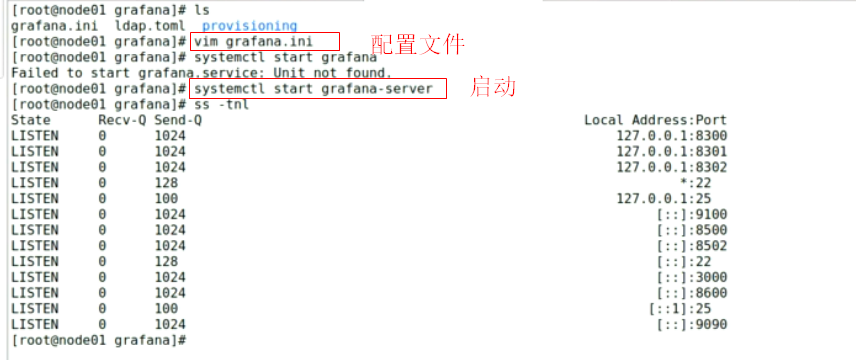 [root@node01 grafana]# ls
grafana.ini  ldap.toml  provisioning
[root@node01 grafana]# vim grafana.ini 配置文件
[root@node01 grafana]# systemctl start grafana
Failed to start grafana.service: Unit not found.
[root@node01 grafana]# systemctl start grafana-server 启动
[root@node01 grafana]# ss -tnl
State Recv-Q Send-Q Local Address:Port
LISTEN 0 1024 127.0.0.1:8300
LISTEN 0 1024 127.0.0.1:8301
LISTEN 0 1024 127.0.0.1:8302
LISTEN 0 128 *:22
LISTEN 0 100 127.0.0.1:25
LISTEN 0 1024 [::]:9100
LISTEN 0 1024 [::]:8500
LISTEN 0 1024 [::]:8502
LISTEN 0 128 [::]:22
LISTEN 0 1024 [::]:3000
LISTEN 0 1024 [::]:8600
LISTEN 0 100 [::1]:25
LISTEN 0 1024 [::]:9090
[root@node01 grafana]#